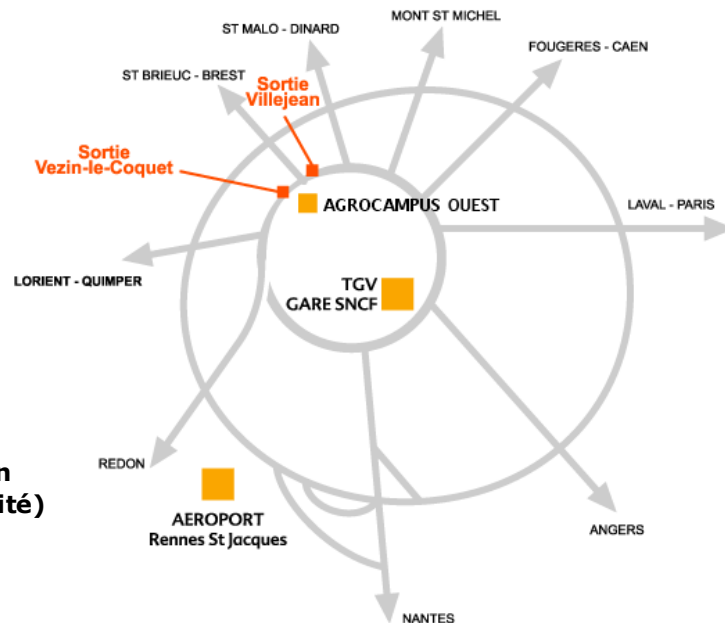 MONT ST MICHEL
ST MALO - DINARD
FOUGERES - CAEN
ST BRIEUC - BREST
Sortie
Villejean
Sortie
Vezin-le-Coquet
AGROCAMPUS OUEST
LAVAL - PARIS
LORIENT - QUIMPER
TGV
GARE SNCF
REDON
n
ité)
AEROPORT
Rennes St Jacques
ANGERS
NANTES